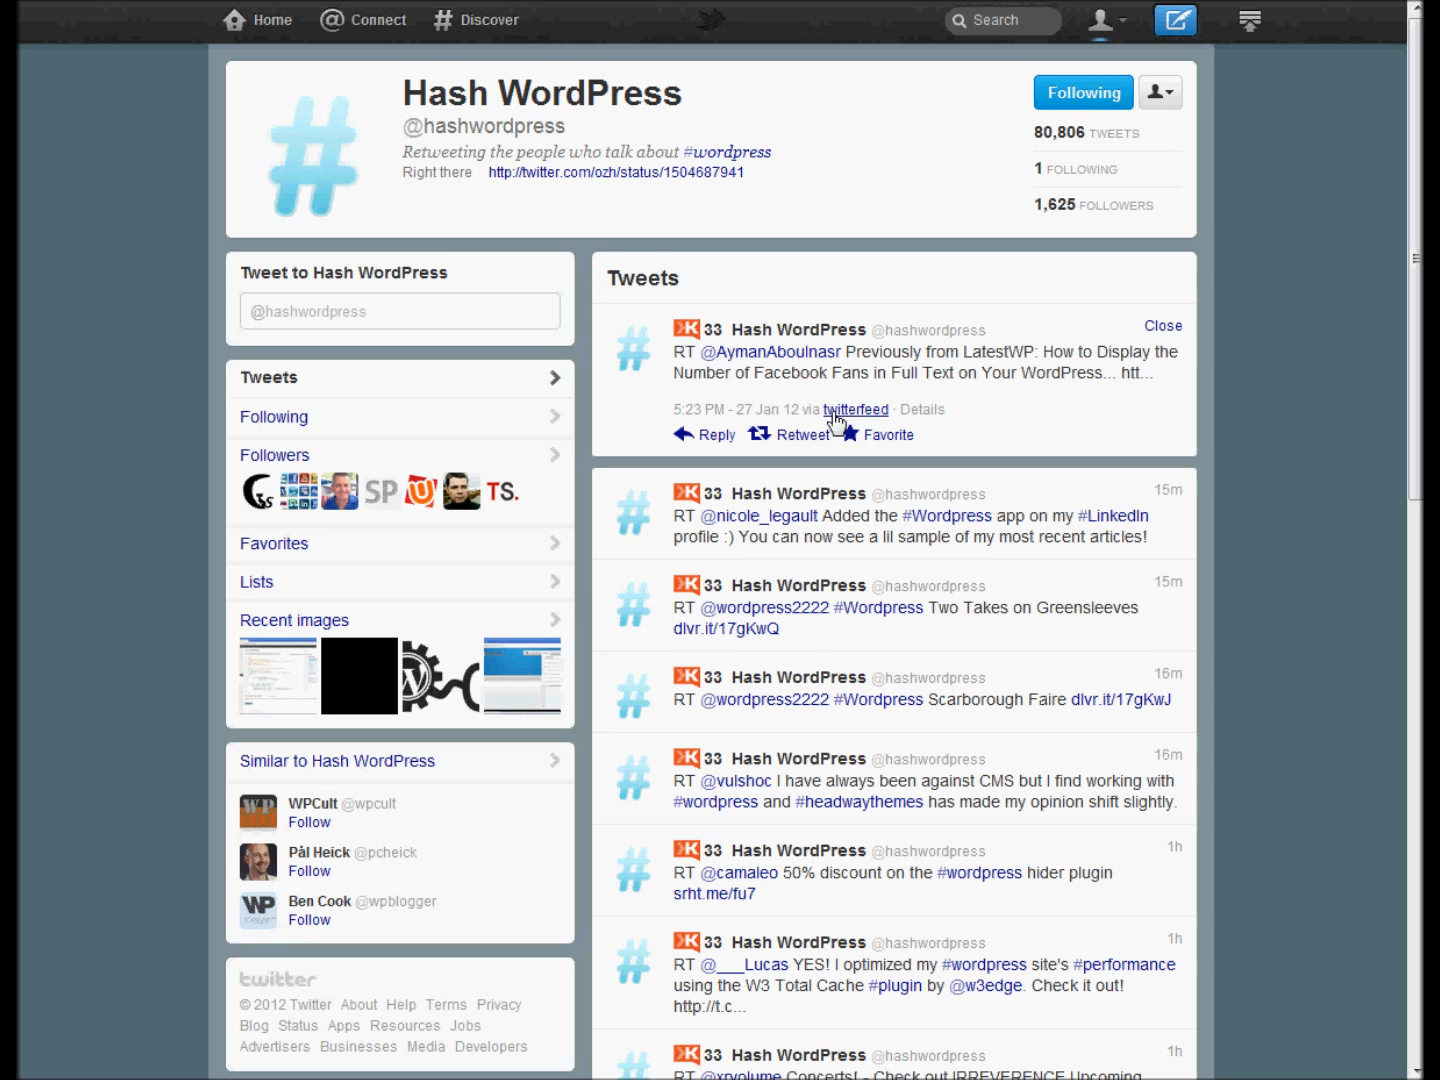 Home
Connect
Discover
Search
Hash WordPress
@hashwordpress
Retweeting the people who talk about #wordpress
Right there http://twitter.com/ozh/status/1504687941
Following
80,806 TWEETS
1 FOLLOWING
1,625 FOLLOWERS
Tweet to Hash WordPress
@hashwordpress
Tweets
Following
Followers
SP
TS.
Favorites
Lists
Recent images
Similar to Hash WordPress
WP
WPCult @wpcult
Follow
Pål Heick @pcheick
Follow
WP
Ben Cook @wpblogger
Follow
twitter
© 2012 Twitter About Help Terms Privacy
Blog Status Apps Resources Jobs
Advertisers Businesses Media Developers
Tweets
33 Hash WordPress @hashwordpress Close
RT @AymanAboulnasr Previously from LatestWP: How to Display the
Number of Facebook Fans in Full Text on Your WordPress... htt...
5:23 PM - 27 Jan 12 via twitterfeed · Details
Reply Retweet Favorite
33 Hash WordPress @hashwordpress 15m
RT @nicole_legault Added the #Wordpress app on my #LinkedIn
profile :) You can now see a lil sample of my most recent articles!
33 Hash WordPress @hashwordpress 15m
RT @wordpress2222 #Wordpress Two Takes on Greensleeves
dlvr.it/17gKwQ
33 Hash WordPress @hashwordpress 16m
RT @wordpress2222 #Wordpress Scarborough Faire dlvr.it/17gKwJ
33 Hash WordPress @hashwordpress 16m
RT @vulshoc I have always been against CMS but I find working with
#wordpress and #headwaythemes has made my opinion shift slightly.
33 Hash WordPress @hashwordpress 1h
RT @camaleo 50% discount on the #wordpress hider plugin
srht.me/fu7
33 Hash WordPress @hashwordpress 1h
RT @___Lucas YES! I optimized my #wordpress site's #performance
using the W3 Total Cache #plugin by @w3edge. Check it out!
http://t.c...
33 Hash WordPress @hashwordpress 1h
RT @xrvolume Concerts! - Check out IRREVERENCE Upcoming